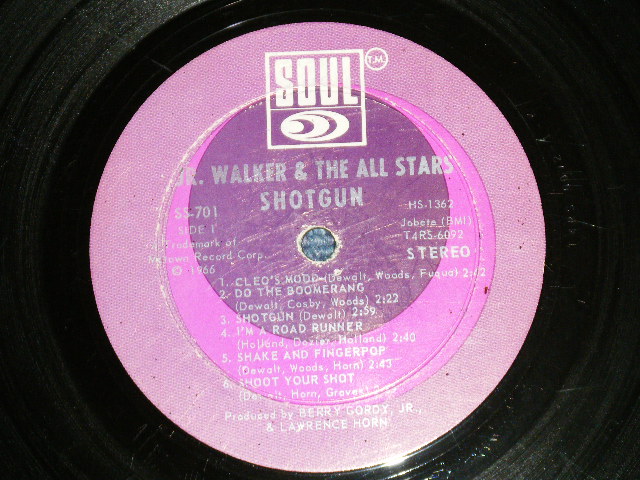 SOUL
T.M.
JR. WALKER & THE ALL STARS
SHOTGUN
SS-701
SIDE 1
Trademark of
Motown Record Corp.
© 1966
HS-1362
Jobete (BMI)
T4RS-6092
STEREO
1. CLEO'S MOOD (Dewalt, Woods, Fuqua) 2:42
2. DO THE BOOMERANG
(Dewalt, Cosby, Woods) 2:22
3. SHOTGUN (Dewalt) 2:59
4. I'M A ROAD RUNNER
(Holland, Dozier, Holland) 2:40
5. SHAKE AND FINGERPOP
(Dewalt, Woods, Horn) 2:43
6. SHOOT YOUR SHOT
(Dewalt, Horn, Graves)
Produced by BERRY GORDY, JR.,
& LAWRENCE HORN